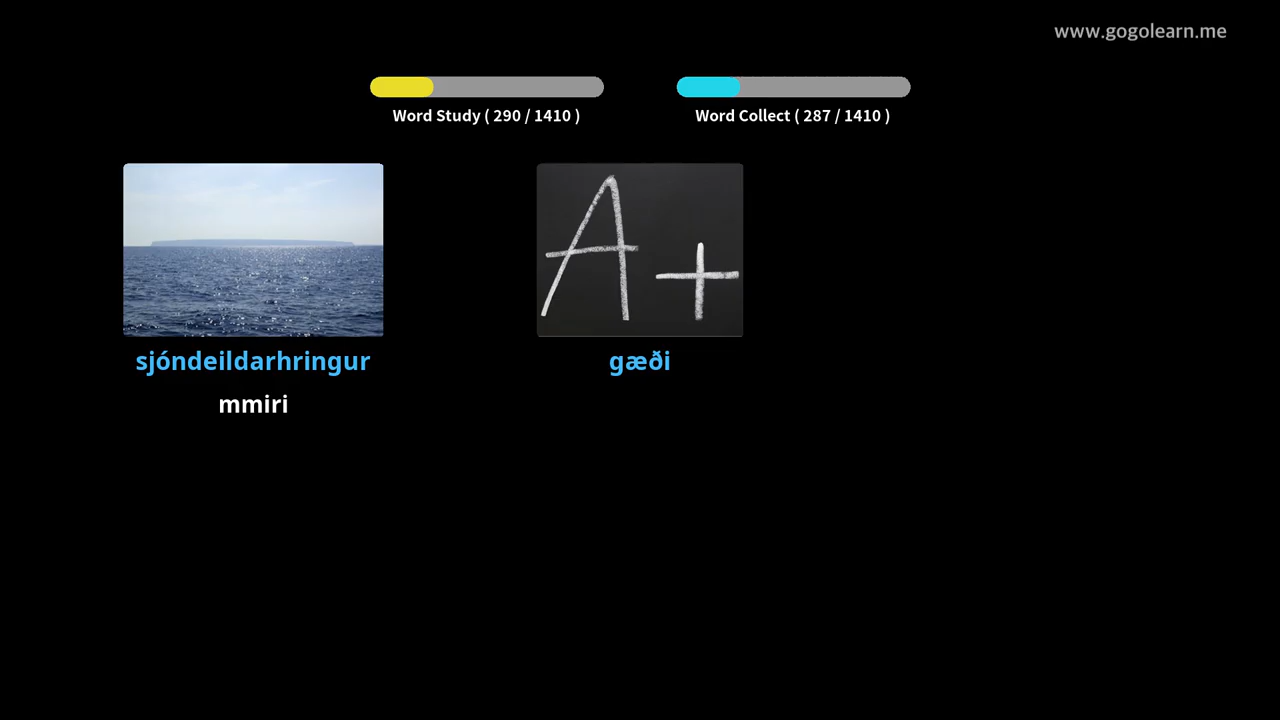 www.gogolearn.me
Word Study ( 290 / 1410 )
Word Collect ( 287 / 1410 )
A+
sjóndeildarhringur
mmiri
gæði